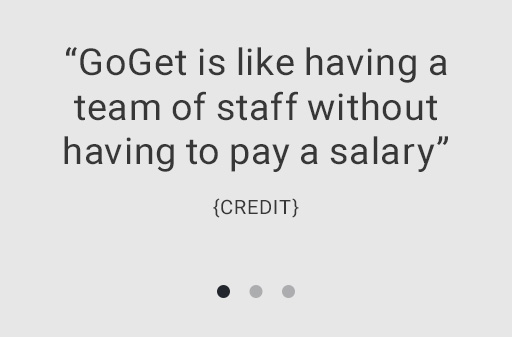 “GoGet is like having a
team of staff without
having to pay a salary”
{CREDIT}